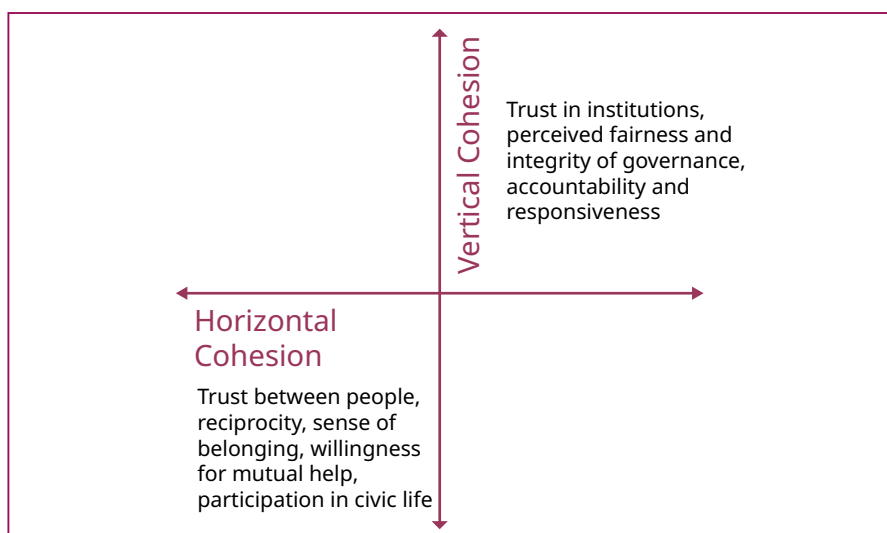 Vertical Cohesion
Trust in institutions,
perceived fairness and
integrity of governance,
accountability and
responsiveness
Horizontal
Cohesion
Trust between people,
reciprocity, sense of
belonging, willingness
for mutual help,
participation in civic life